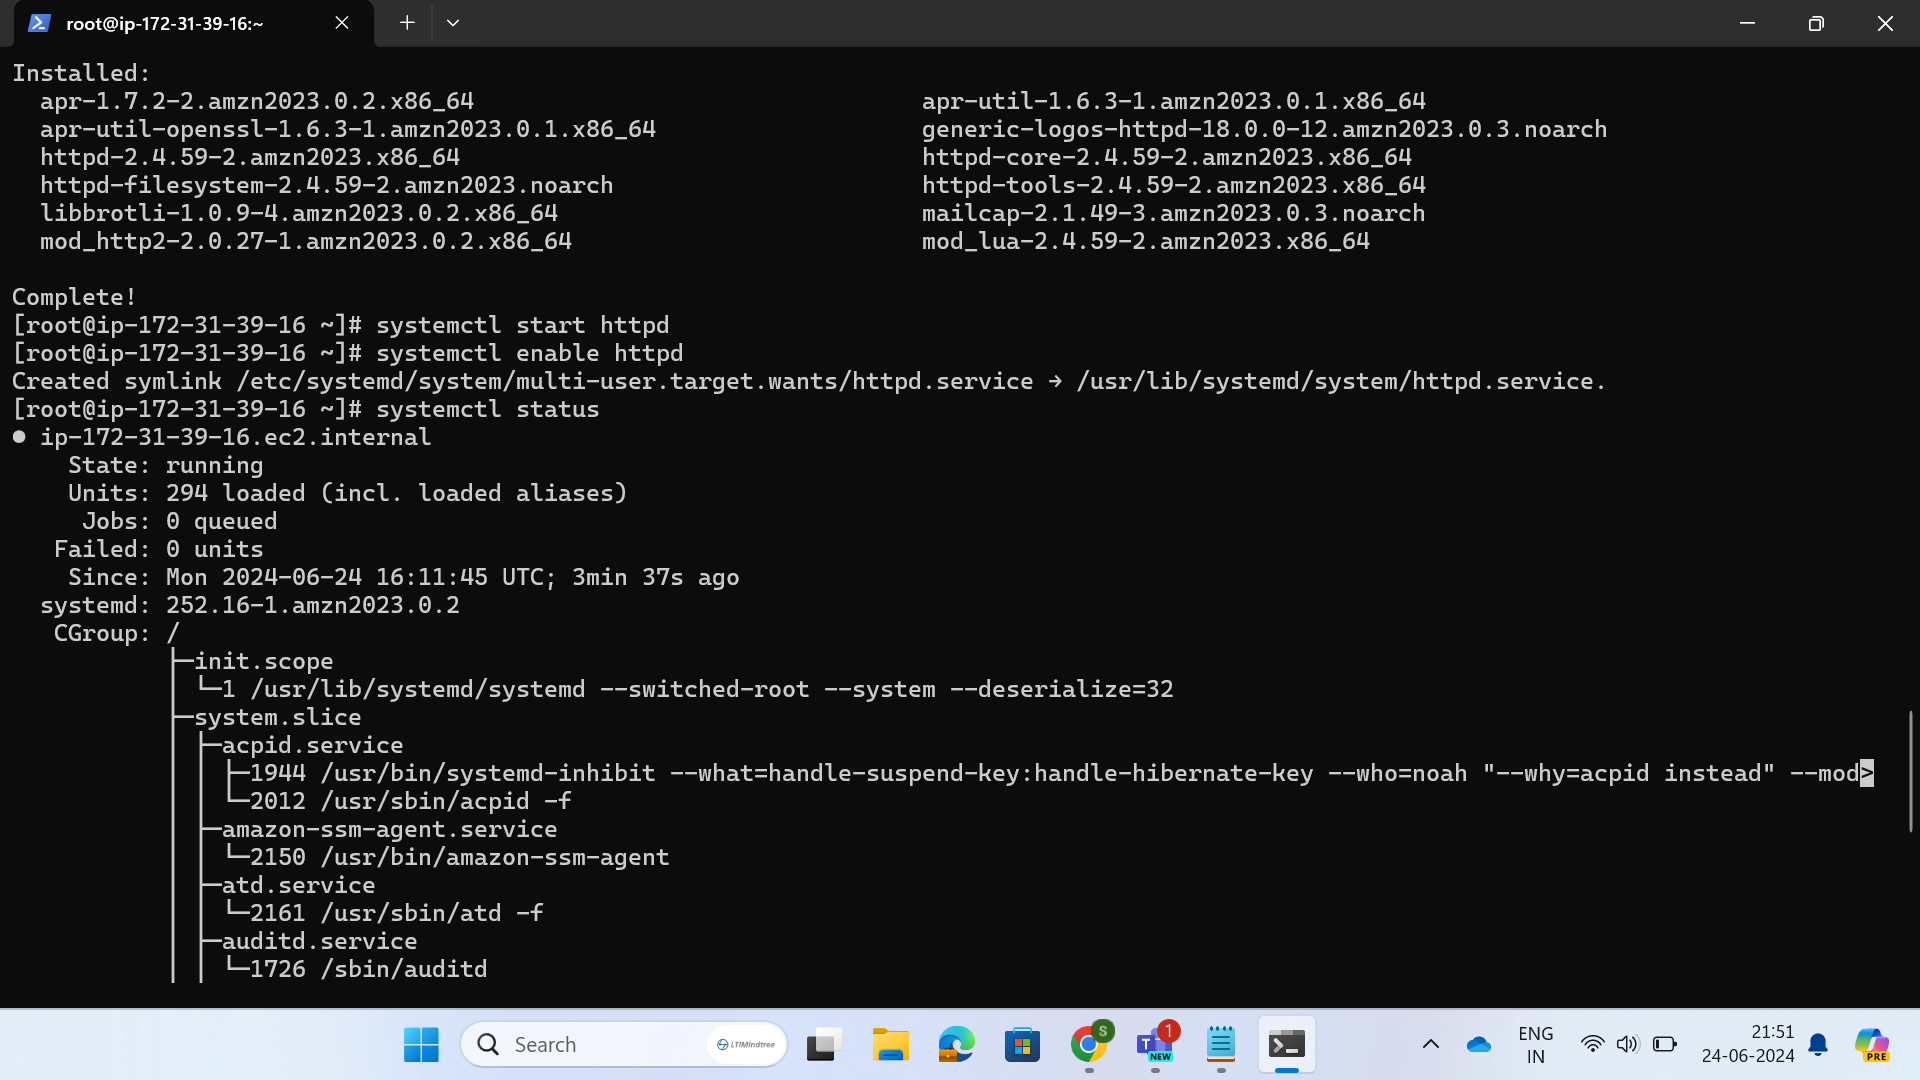 root@ip-172-31-39-16:~
Installed:
apr-1.7.2-2.amzn2023.0.2.x86_64 apr-util-1.6.3-1.amzn2023.0.1.x86_64
apr-util-openssl-1.6.3-1.amzn2023.0.1.x86_64 generic-logos-httpd-18.0.0-12.amzn2023.0.3.noarch
httpd-2.4.59-2.amzn2023.x86_64 httpd-core-2.4.59-2.amzn2023.x86_64
httpd-filesystem-2.4.59-2.amzn2023.noarch httpd-tools-2.4.59-2.amzn2023.x86_64
libbrotli-1.0.9-4.amzn2023.0.2.x86_64 mailcap-2.1.49-3.amzn2023.0.3.noarch
mod_http2-2.0.27-1.amzn2023.0.2.x86_64 mod_lua-2.4.59-2.amzn2023.x86_64
Complete!
[root@ip-172-31-39-16 ~]# systemctl start httpd
[root@ip-172-31-39-16 ~]# systemctl enable httpd
Created symlink /etc/systemd/system/multi-user.target.wants/httpd.service → /usr/lib/systemd/system/httpd.service.
[root@ip-172-31-39-16 ~]# systemctl status
● ip-172-31-39-16.ec2.internal
State: running
Units: 294 loaded (incl. loaded aliases)
Jobs: 0 queued
Failed: 0 units
Since: Mon 2024-06-24 16:11:45 UTC; 3min 37s ago
systemd: 252.16-1.amzn2023.0.2
CGroup: /
├─init.scope
│ └─1 /usr/lib/systemd/systemd --switched-root --system --deserialize=32
├─system.slice
│ ├─acpid.service
│ │ ├─1944 /usr/bin/systemd-inhibit --what=handle-suspend-key:handle-hibernate-key --who=noah "--why=acpid instead" --mod>
│ │ └─2012 /usr/sbin/acpid -f
│ ├─amazon-ssm-agent.service
│ │ └─2150 /usr/bin/amazon-ssm-agent
│ ├─atd.service
│ │ └─2161 /usr/sbin/atd -f
│ ├─auditd.service
│ │ └─1726 /sbin/auditd
Search LTIMindtree S 1 T NEW ENG 21:51
IN 24-06-2024 PRE